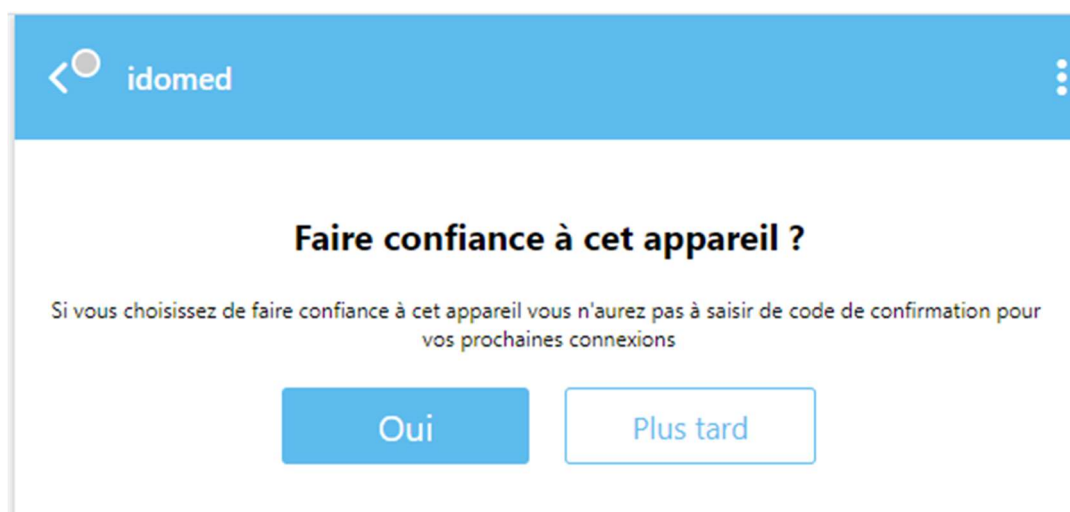 idomed
Faire confiance à cet appareil ?
Si vous choisissez de faire confiance à cet appareil vous n'aurez pas à saisir de code de confirmation pour
vos prochaines connexions
Oui
Plus tard